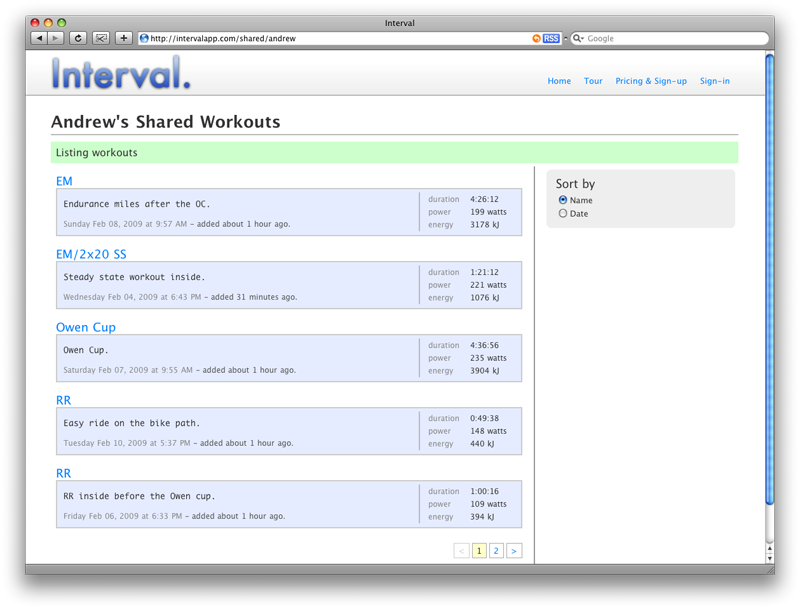 Interval
http://intervalapp.com/shared/andrew
RSS
Google
Interval.
Home Tour Pricing & Sign-up Sign-in
Andrew's Shared Workouts
Listing workouts
EM
Endurance miles after the OC.
Sunday Feb 08, 2009 at 9:57 AM – added about 1 hour ago.
duration 4:26:12
power 199 watts
energy 3178 kJ
EM/2x20 SS
Steady state workout inside.
Wednesday Feb 04, 2009 at 6:43 PM – added 31 minutes ago.
duration 1:21:12
power 221 watts
energy 1076 kJ
Owen Cup
Owen Cup.
Saturday Feb 07, 2009 at 9:55 AM – added about 1 hour ago.
duration 4:36:56
power 235 watts
energy 3904 kJ
RR
Easy ride on the bike path.
Tuesday Feb 10, 2009 at 5:37 PM – added about 1 hour ago.
duration 0:49:38
power 148 watts
energy 440 kJ
RR
RR inside before the Owen cup.
Friday Feb 06, 2009 at 6:33 PM – added about 1 hour ago.
duration 1:00:16
power 109 watts
energy 394 kJ
< 1 2 >
Sort by
Name
Date